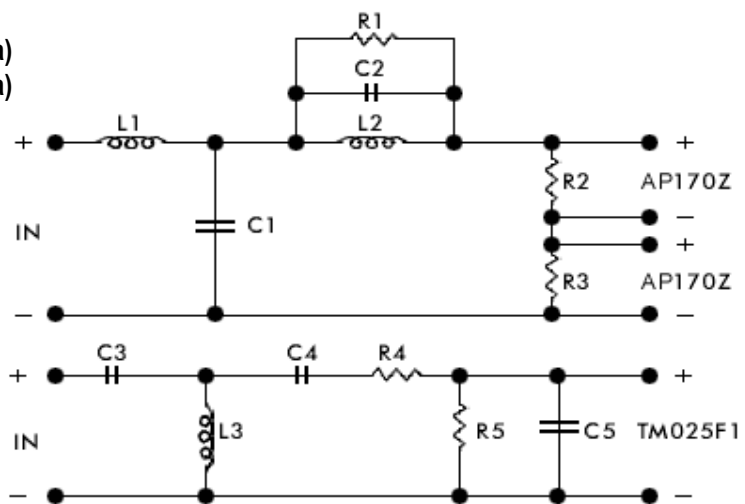 a)
a)
R1
C2
L1
L2
+
+
R2
AP170Z
C1
−
IN
+
R3
AP170Z
−
−
C3
C4
R4
+
+
L3
IN
R5
C5
TM025F1
−
−